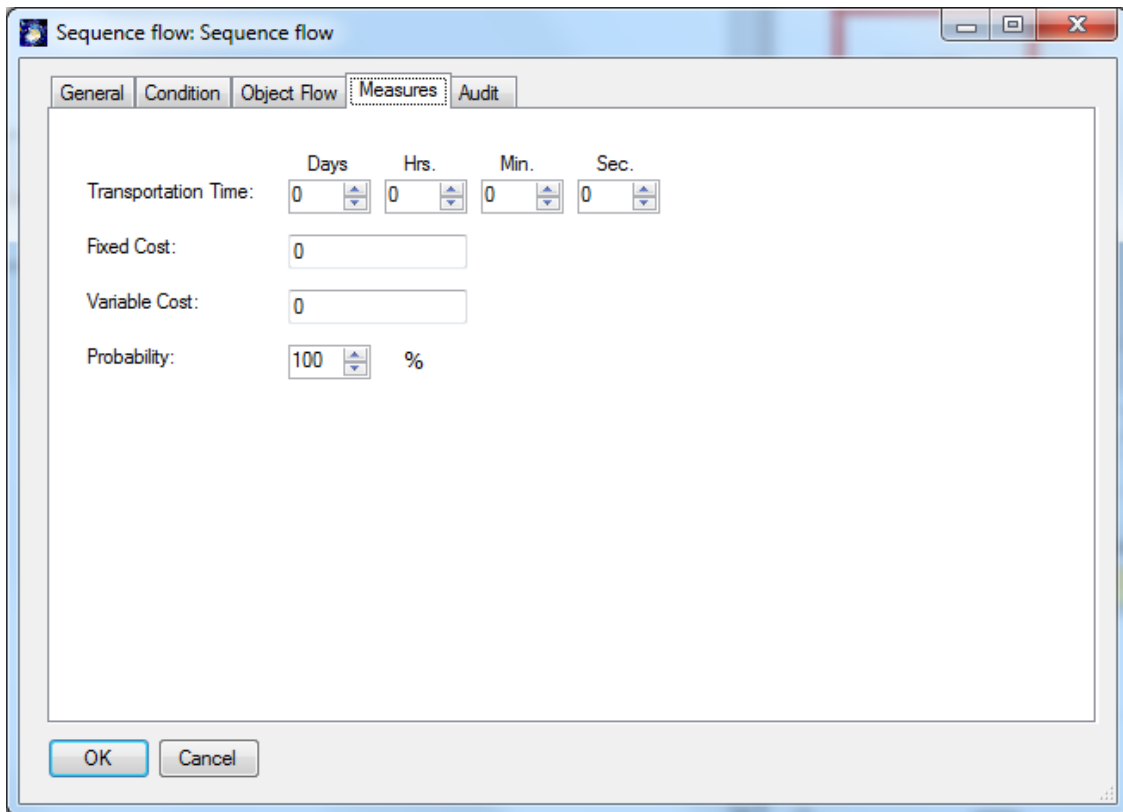 Sequence flow: Sequence flow
General Condition Object Flow Measures Audit
Days Hrs. Min. Sec.
Transportation Time: 0 0 0 0
Fixed Cost: 0
Variable Cost: 0
Probability: 100 %
OK Cancel